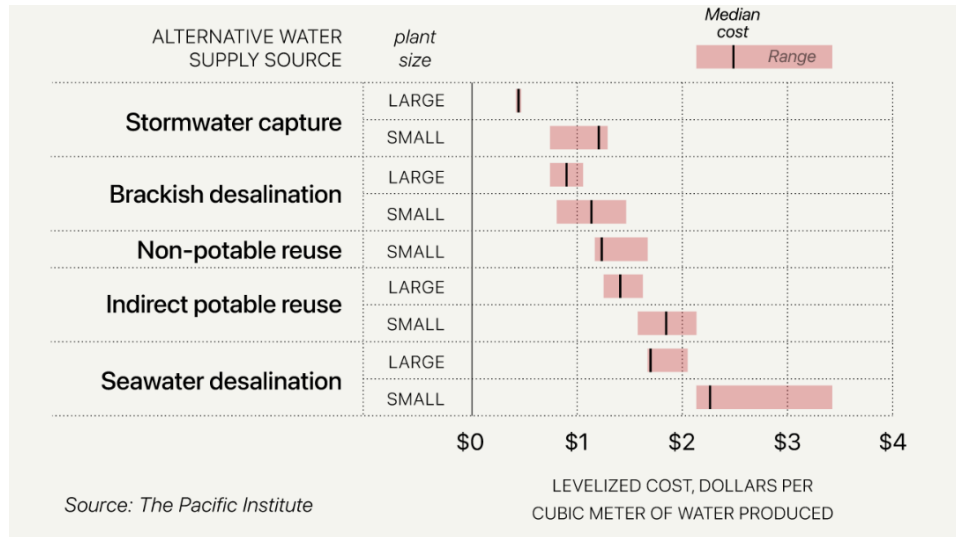 ALTERNATIVE WATER
SUPPLY SOURCE
plant
size
Median
cost
Range
Stormwater capture
LARGE
SMALL
Brackish desalination
LARGE
SMALL
Non-potable reuse
SMALL
Indirect potable reuse
LARGE
SMALL
Seawater desalination
LARGE
SMALL
$0 $1 $2 $3 $4
LEVELIZED COST, DOLLARS PER
CUBIC METER OF WATER PRODUCED
Source: The Pacific Institute